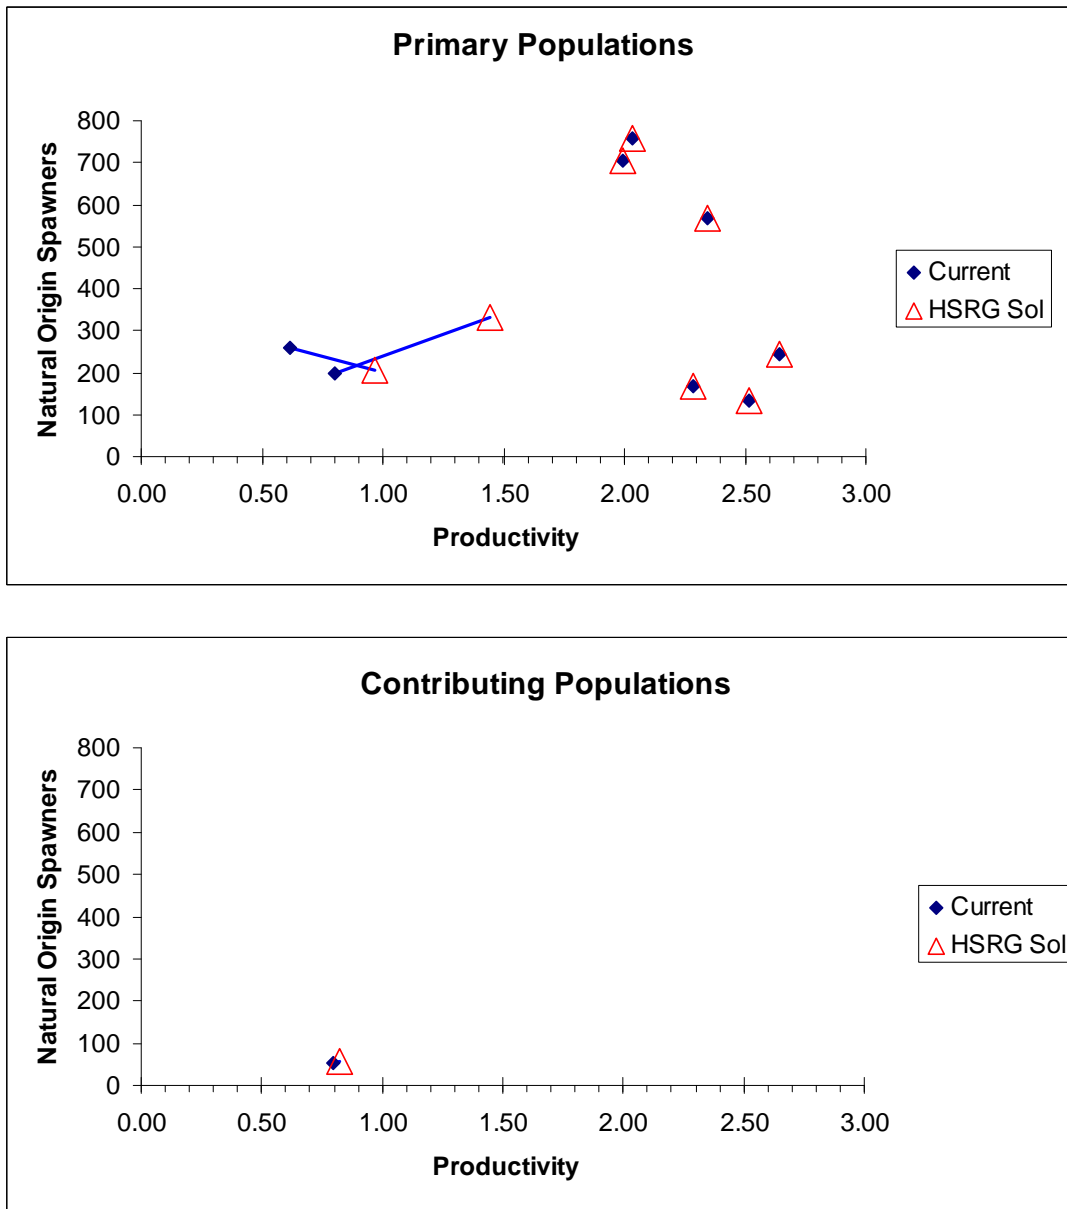 Primary Populations
800
700
600
500
400
300
200
100
0
Natural Origin Spawners
0.00 0.50 1.00 1.50 2.00 2.50 3.00
Productivity
Current
HSRG Sol
Contributing Populations
800
700
600
500
400
300
200
100
0
Natural Origin Spawners
0.00 0.50 1.00 1.50 2.00 2.50 3.00
Productivity
Current
HSRG Sol